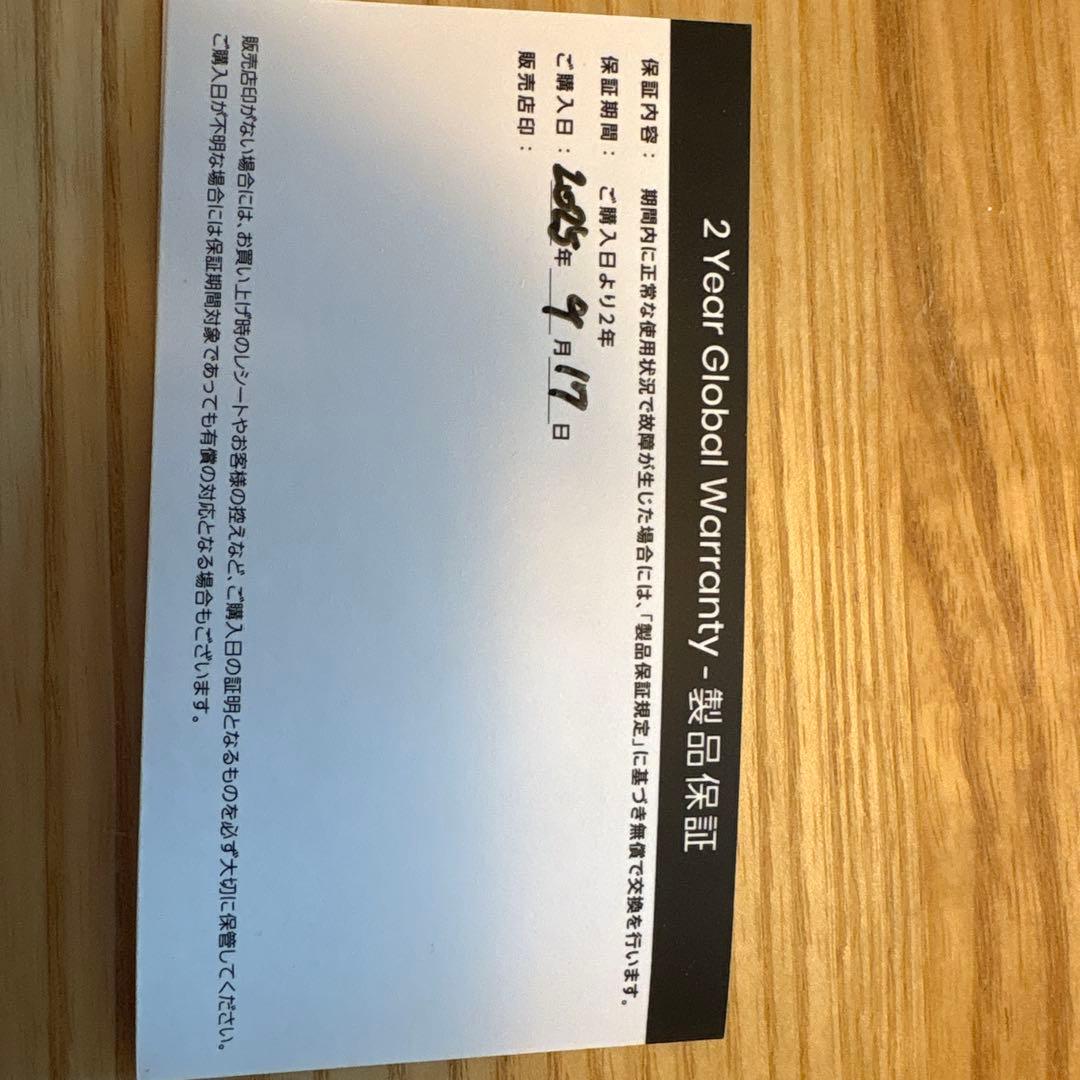 2 Year Global Warranty - 製品保証
保証内容： 期間内に正常な使用状況で故障が生じた場合には、「製品保証規定」に基づき無償で交換を行います。
保証期間： ご購入日より2年
ご購入日： 2025年 9月17日
販売店印：
販売店印がない場合には、お買い上げ時のレシートやお客様の控えなど、ご購入日の証明となるものを必ず大切に保管してください。
ご購入日が不明な場合には保証期間対象であっても有償の対応となる場合もございます。